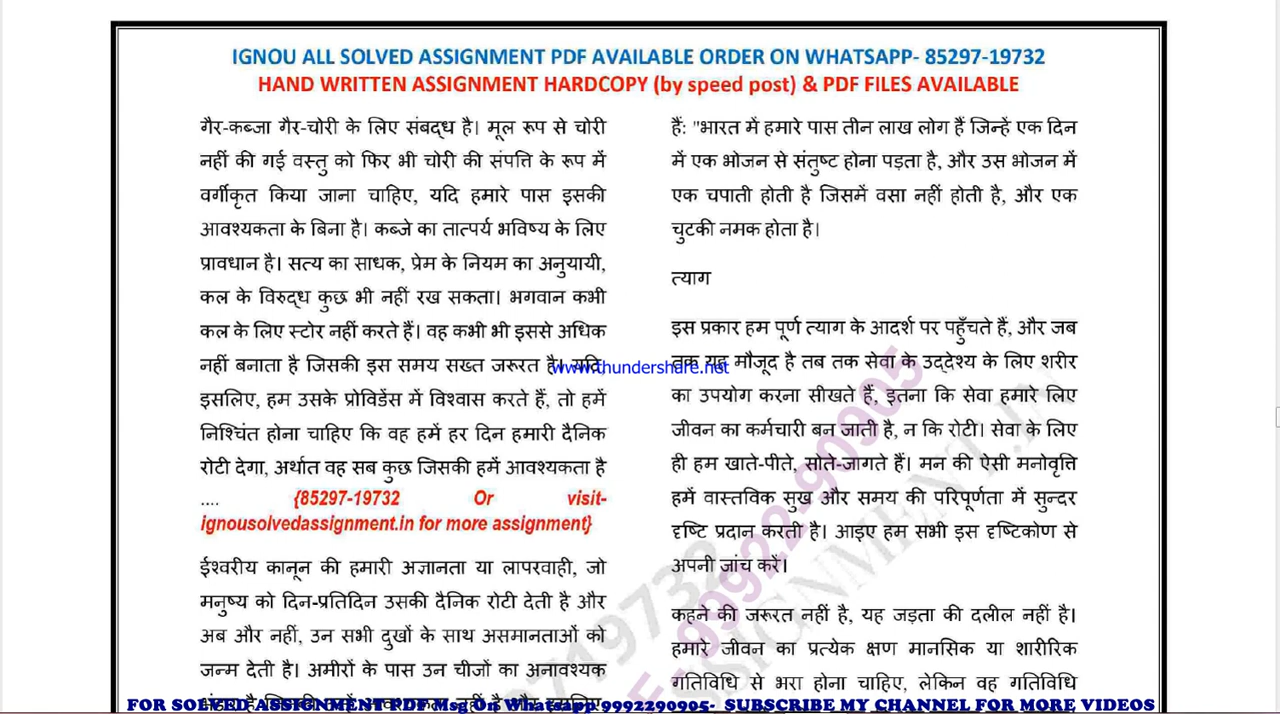 IGNOU ALL SOLVED ASSIGNMENT PDF AVAILABLE ORDER ON WHATSAPP- 85297-19732
HAND WRITTEN ASSIGNMENT HARDCOPY (by speed post) & PDF FILES AVAILABLE
गैर-कब्जा गैर-चोरी के लिए संबद्ध है। मूल रूप से चोरी
नहीं की गई वस्तु को फिर भी चोरी की संपत्ति के रूप में
वर्गीकृत किया जाना चाहिए, यदि हमारे पास इसकी
आवश्यकता के बिना है। कब्जे का तात्पर्य भविष्य के लिए
प्रावधान है। सत्य का साधक, प्रेम के नियम का अनुयायी,
कल के विरुद्ध कुछ भी नहीं रख सकता। भगवान कभी
कल के लिए स्टोर नहीं करते हैं। वह कभी भी इससे अधिक
नहीं बनाता है जिसकी इस समय सख्त जरूरत है। यदि,
इसलिए, हम उसके प्रोविडेंस में विश्वास करते हैं, तो हमें
निश्चिंत होना चाहिए कि वह हमें हर दिन हमारी दैनिक
रोटी देगा, अर्थात वह सब कुछ जिसकी हमें आवश्यकता है
.... {85297-19732 Or visit-
ignousolvedassignment.in for more assignment}
ईश्वरीय कानून की हमारी अज्ञानता या लापरवाही, जो
मनुष्य को दिन-प्रतिदिन उसकी दैनिक रोटी देती है और
अब और नहीं, उन सभी दुखों के साथ असमानताओं को
जन्म देती है। अमीरों के पास उन चीजों का अनावश्यक
हैं: "भारत में हमारे पास तीन लाख लोग हैं जिन्हें एक दिन
में एक भोजन से संतुष्ट होना पड़ता है, और उस भोजन में
एक चपाती होती है जिसमें वसा नहीं होती है, और एक
चुटकी नमक होता है।
त्याग
इस प्रकार हम पूर्ण त्याग के आदर्श पर पहुँचते हैं, और जब
तक यह मौजूद है तब तक सेवा के उद्देश्य के लिए शरीर
का उपयोग करना सीखते हैं, इतना कि सेवा हमारे लिए
जीवन का कर्मचारी बन जाती है, न कि रोटी। सेवा के लिए
ही हम खाते-पीते, सोते-जागते हैं। मन की ऐसी मनोवृत्ति
हमें वास्तविक सुख और समय की परिपूर्णता में सुन्दर
दृष्टि प्रदान करती है। आइए हम सभी इस दृष्टिकोण से
अपनी जांच करें।
कहने की जरूरत नहीं है, यह जड़ता की दलील नहीं है।
हमारे जीवन का प्रत्येक क्षण मानसिक या शारीरिक
गतिविधि से भरा होना चाहिए, लेकिन वह गतिविधि
www.thundershare.net
FOR SOLVED ASSIGNMENT PDF Msg On Whatsapp 9992290905- SUBSCRIBE MY CHANNEL FOR MORE VIDEOS